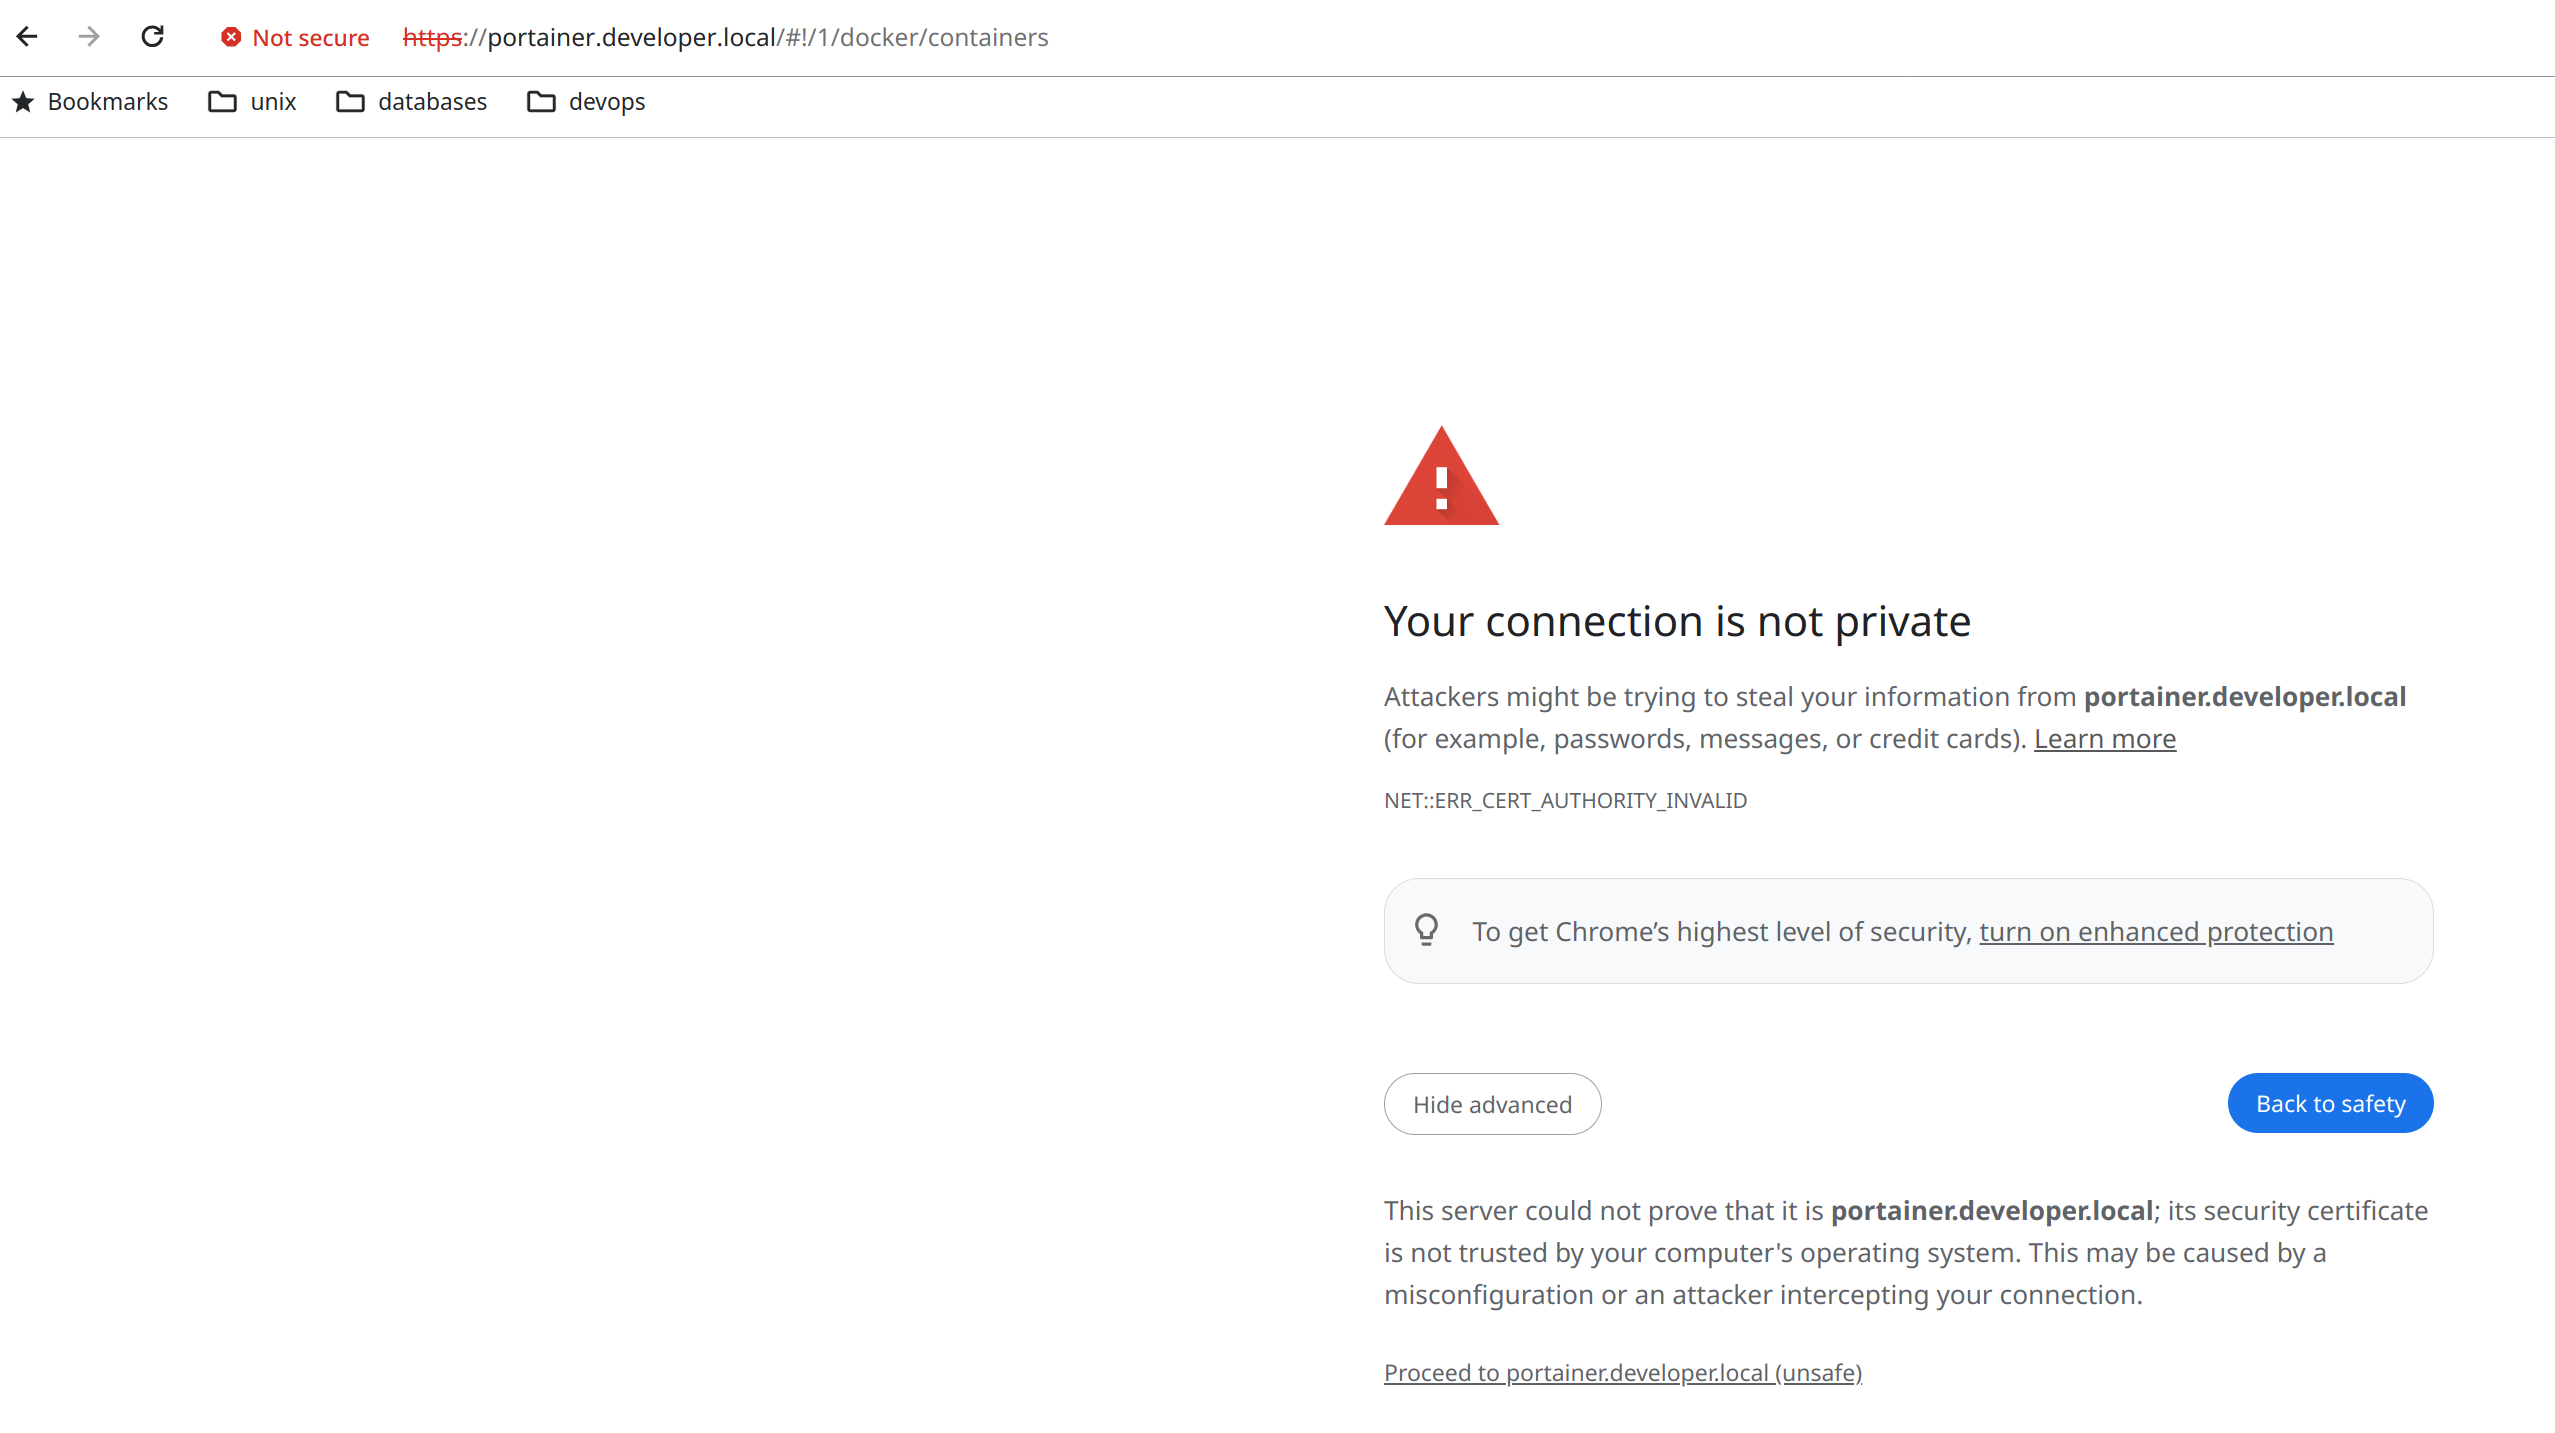 Not secure https://portainer.developer.local/#!/1/docker/containers
Bookmarks unix databases devops
Your connection is not private
Attackers might be trying to steal your information from portainer.developer.local
(for example, passwords, messages, or credit cards). Learn more
NET::ERR_CERT_AUTHORITY_INVALID
To get Chrome’s highest level of security, turn on enhanced protection
Hide advanced
Back to safety
This server could not prove that it is portainer.developer.local; its security certificate
is not trusted by your computer's operating system. This may be caused by a
misconfiguration or an attacker intercepting your connection.
Proceed to portainer.developer.local (unsafe)